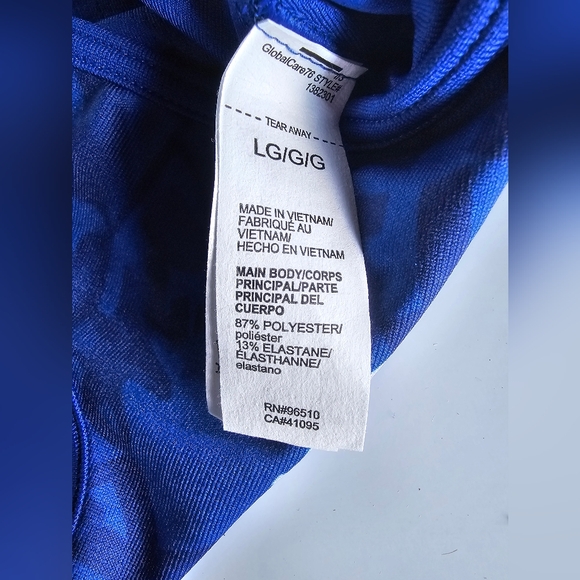 GlobalCare76 STYLE#
1382301
TEAR AWAY
LG/G/G
MADE IN VIETNAM/
FABRIQUÉ AU
VIETNAM/
HECHO EN VIETNAM
MAIN BODY/CORPS
PRINCIPAL/PARTE
PRINCIPAL DEL
CUERPO
87% POLYESTER/
poliéster
13% ELASTANE/
ÉLASTHANNE/
elastano
RN#96510
CA#41095